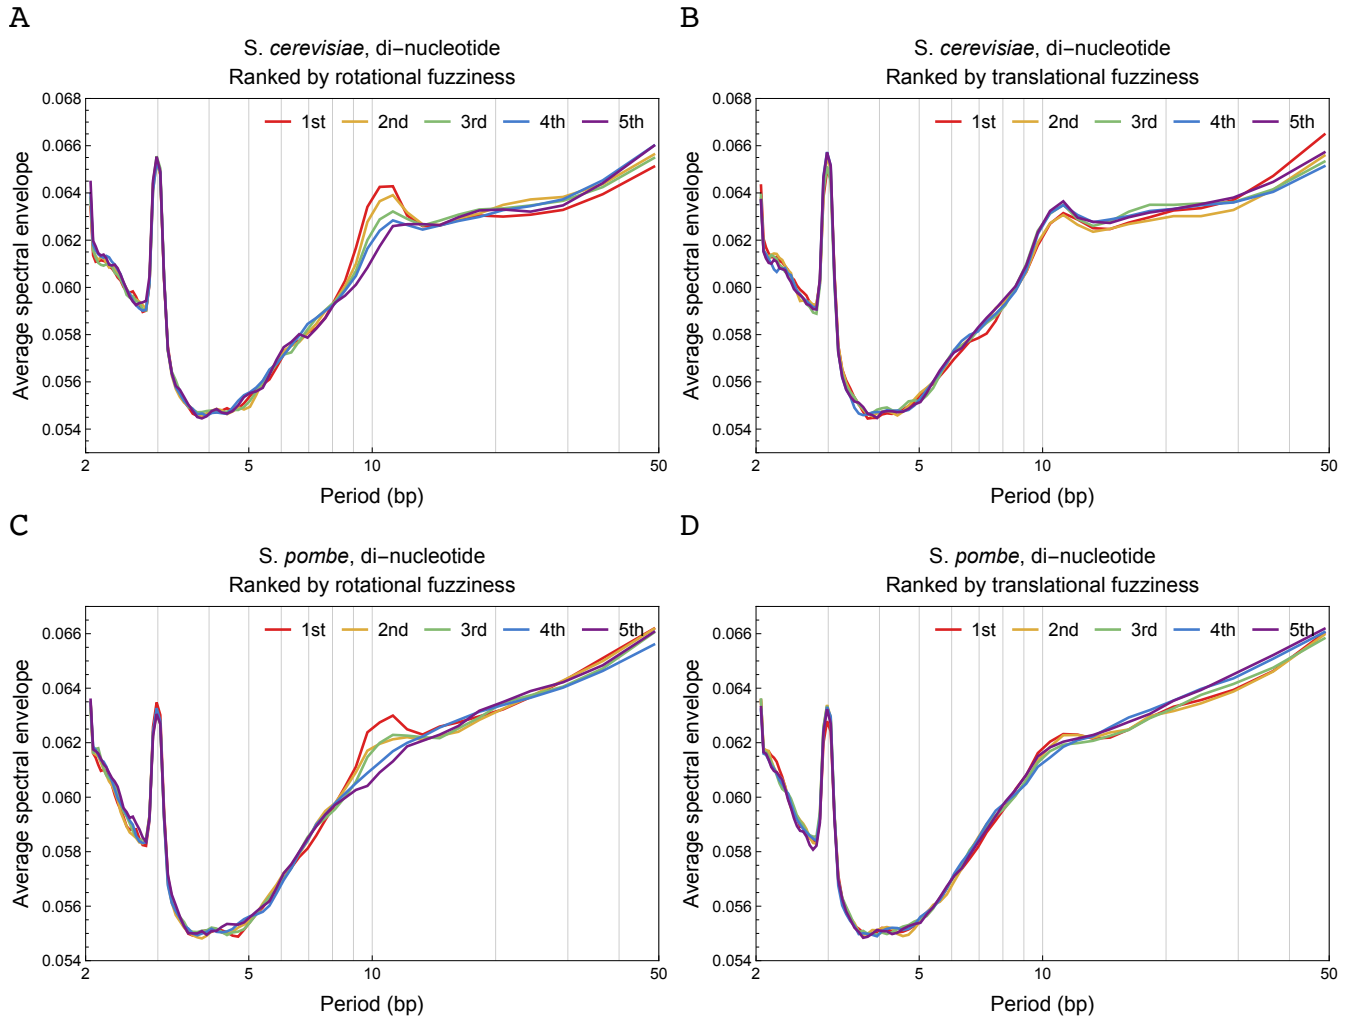 A
S. cerevisiae, di−nucleotide
Ranked by rotational fuzziness
0.068
0.066
0.064
0.062
0.060
0.058
0.056
0.054
Average spectral envelope
1st 2nd 3rd 4th 5th
2 5 10 50
Period (bp)
B
S. cerevisiae, di−nucleotide
Ranked by translational fuzziness
0.068
0.066
0.064
0.062
0.060
0.058
0.056
0.054
Average spectral envelope
1st 2nd 3rd 4th 5th
2 5 10 50
Period (bp)
C
S. pombe, di−nucleotide
Ranked by rotational fuzziness
0.066
0.064
0.062
0.060
0.058
0.056
0.054
Average spectral envelope
1st 2nd 3rd 4th 5th
2 5 10 50
Period (bp)
D
S. pombe, di−nucleotide
Ranked by translational fuzziness
0.066
0.064
0.062
0.060
0.058
0.056
0.054
Average spectral envelope
1st 2nd 3rd 4th 5th
2 5 10 50
Period (bp)